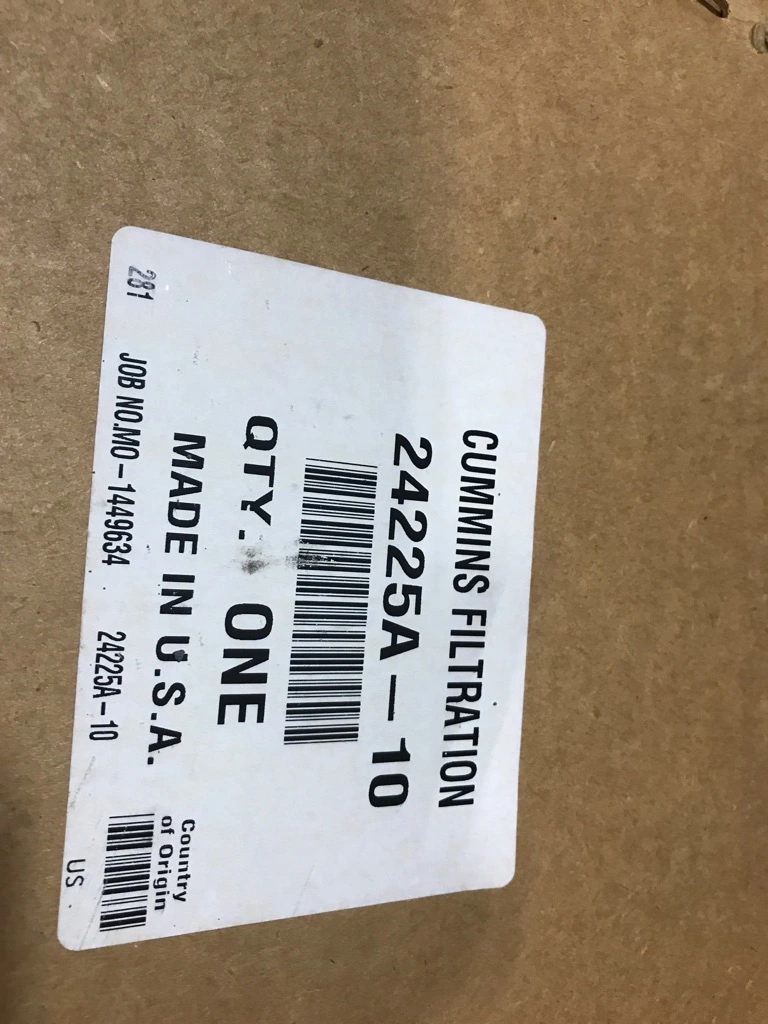 CUMMINS FILTRATION
24225A-10
QTY. ONE
MADE IN U.S.A.
Country
of Origin
281 JOB NO.MO-1449634 24225A-10
US